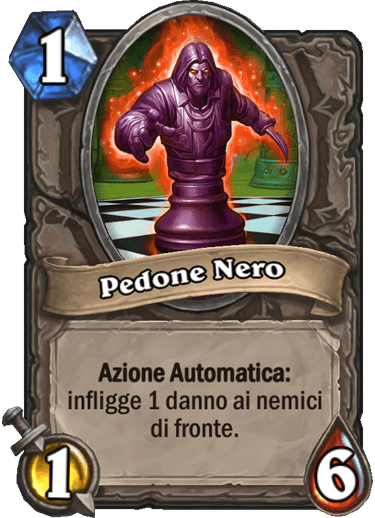 1
Pedone Nero
Azione Automatica:
infligge 1 danno ai nemici
di fronte.
1
6